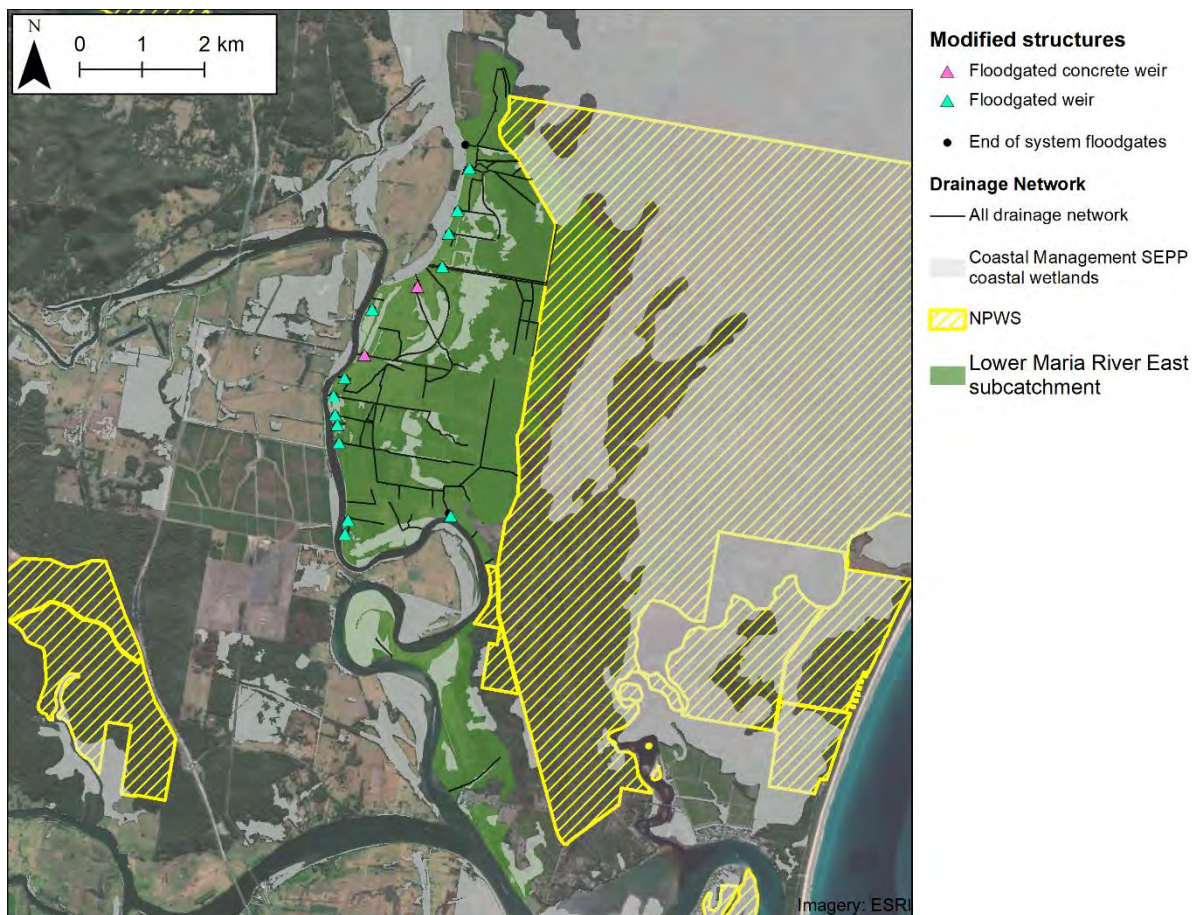 N
0 1 2 km
Modified structures
Floodgated concrete weir
Floodgated weir
End of system floodgates
Drainage Network
All drainage network
Coastal Management SEPP
coastal wetlands
NPWS
Lower Maria River East
subcatchment
Imagery: ESRI